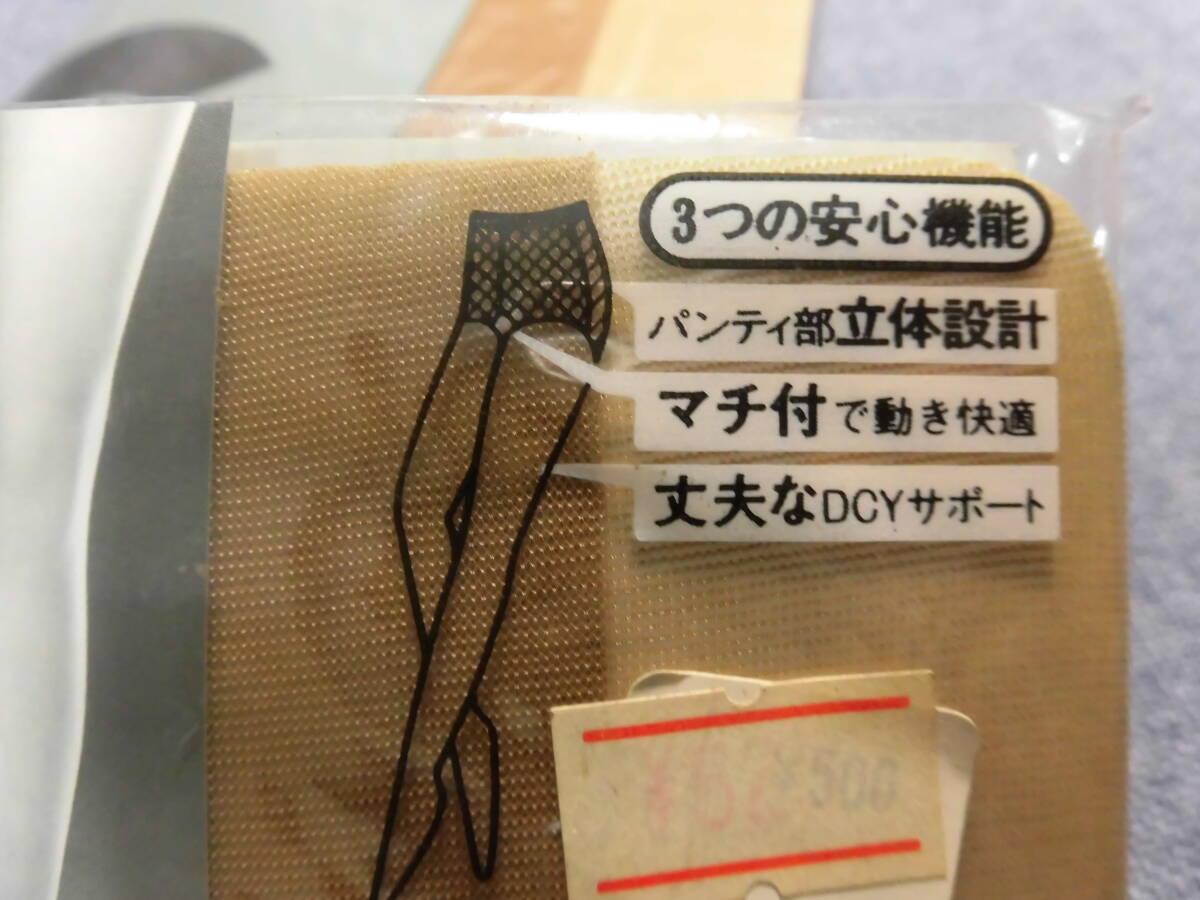 3つの安心機能
パンティ部立体設計
マチ付で動き快適
丈夫なDCYサポート
¥500